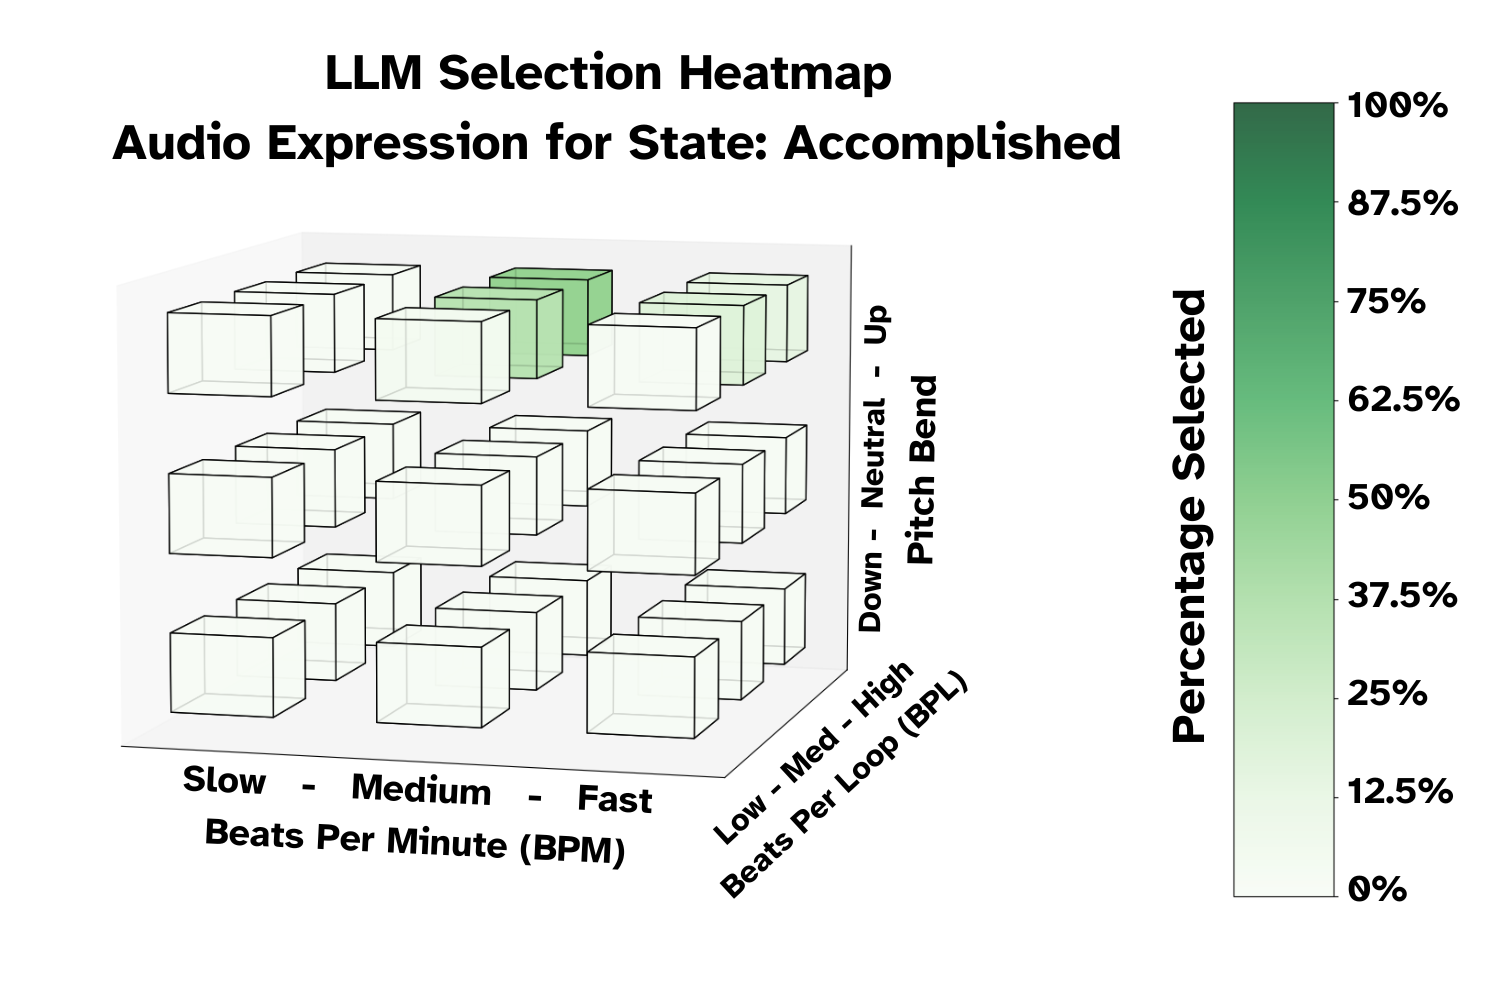 LLM Selection Heatmap
Audio Expression for State: Accomplished
Slow - Medium - Fast
Beats Per Minute (BPM)
Low - Med - High
Beats Per Loop (BPL)
Down - Neutral - Up
Pitch Bend
Percentage Selected
100%
87.5%
75%
62.5%
50%
37.5%
25%
12.5%
0%